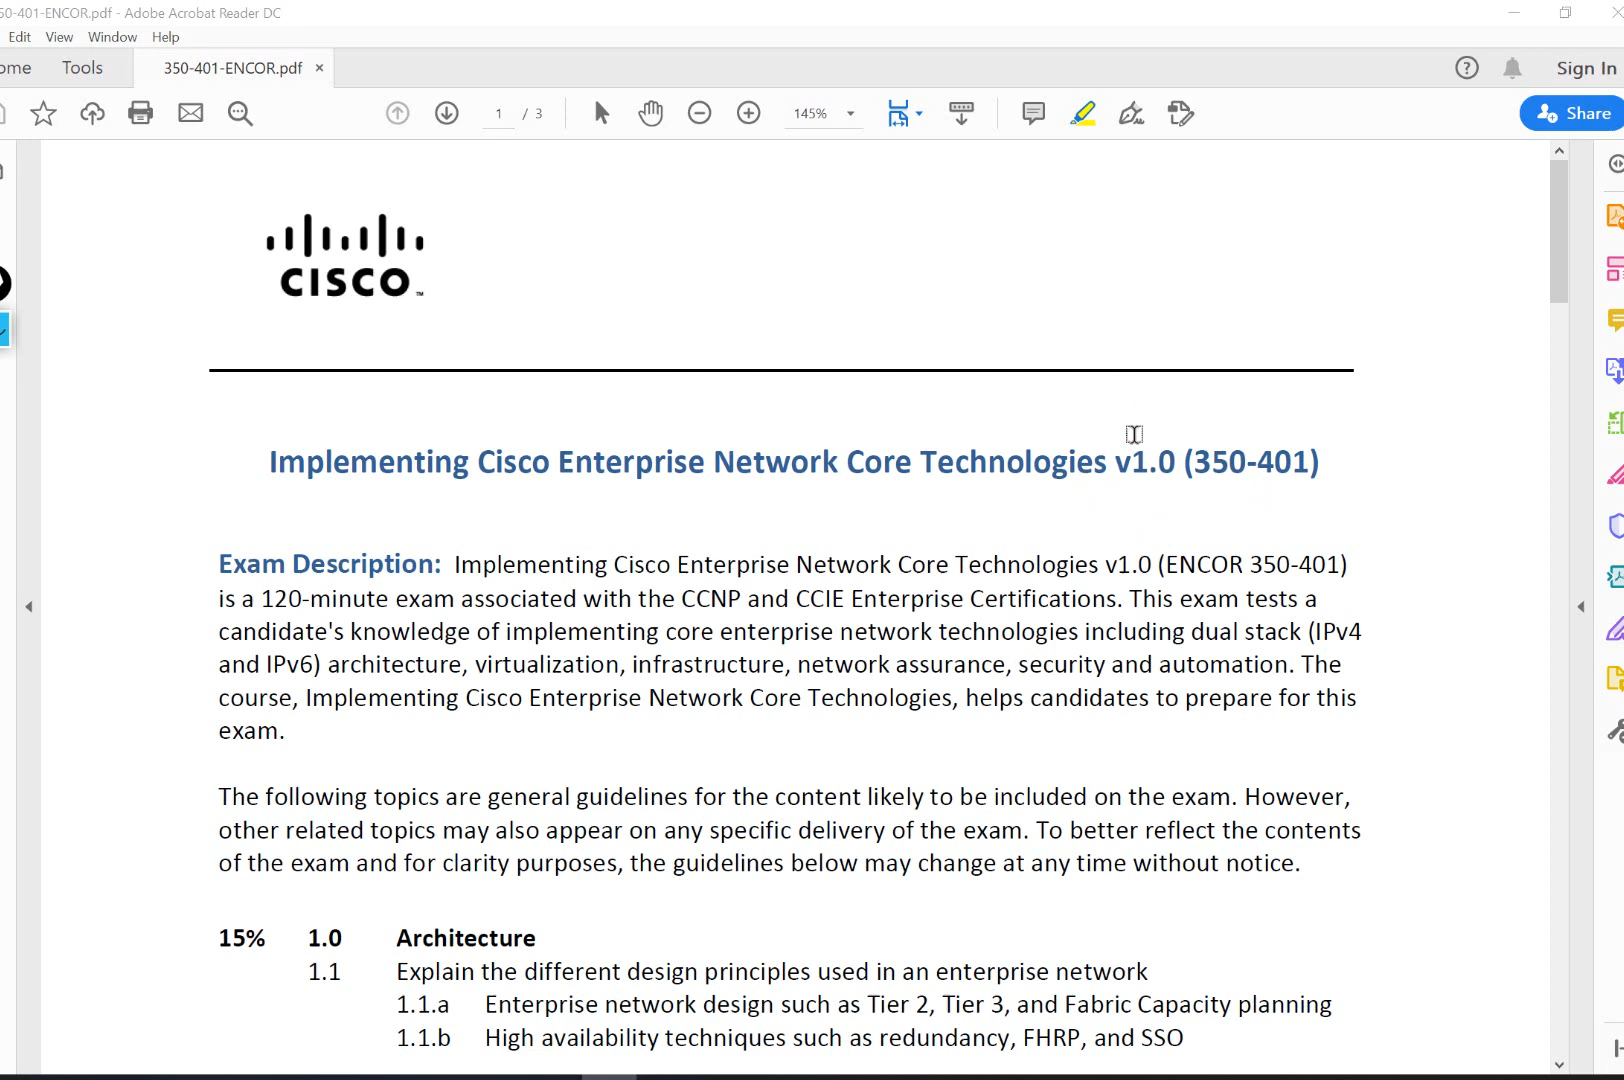 50-401-ENCOR.pdf - Adobe Acrobat Reader DC
Edit View Window Help
ome Tools 350-401-ENCOR.pdf × Sign In
1 / 3 145% Share
CISCO™
Implementing Cisco Enterprise Network Core Technologies v1.0 (350-401)
Exam Description: Implementing Cisco Enterprise Network Core Technologies v1.0 (ENCOR 350-401)
is a 120-minute exam associated with the CCNP and CCIE Enterprise Certifications. This exam tests a
candidate's knowledge of implementing core enterprise network technologies including dual stack (IPv4
and IPv6) architecture, virtualization, infrastructure, network assurance, security and automation. The
course, Implementing Cisco Enterprise Network Core Technologies, helps candidates to prepare for this
exam.
The following topics are general guidelines for the content likely to be included on the exam. However,
other related topics may also appear on any specific delivery of the exam. To better reflect the contents
of the exam and for clarity purposes, the guidelines below may change at any time without notice.
15% 1.0 Architecture
1.1 Explain the different design principles used in an enterprise network
1.1.a Enterprise network design such as Tier 2, Tier 3, and Fabric Capacity planning
1.1.b High availability techniques such as redundancy, FHRP, and SSO